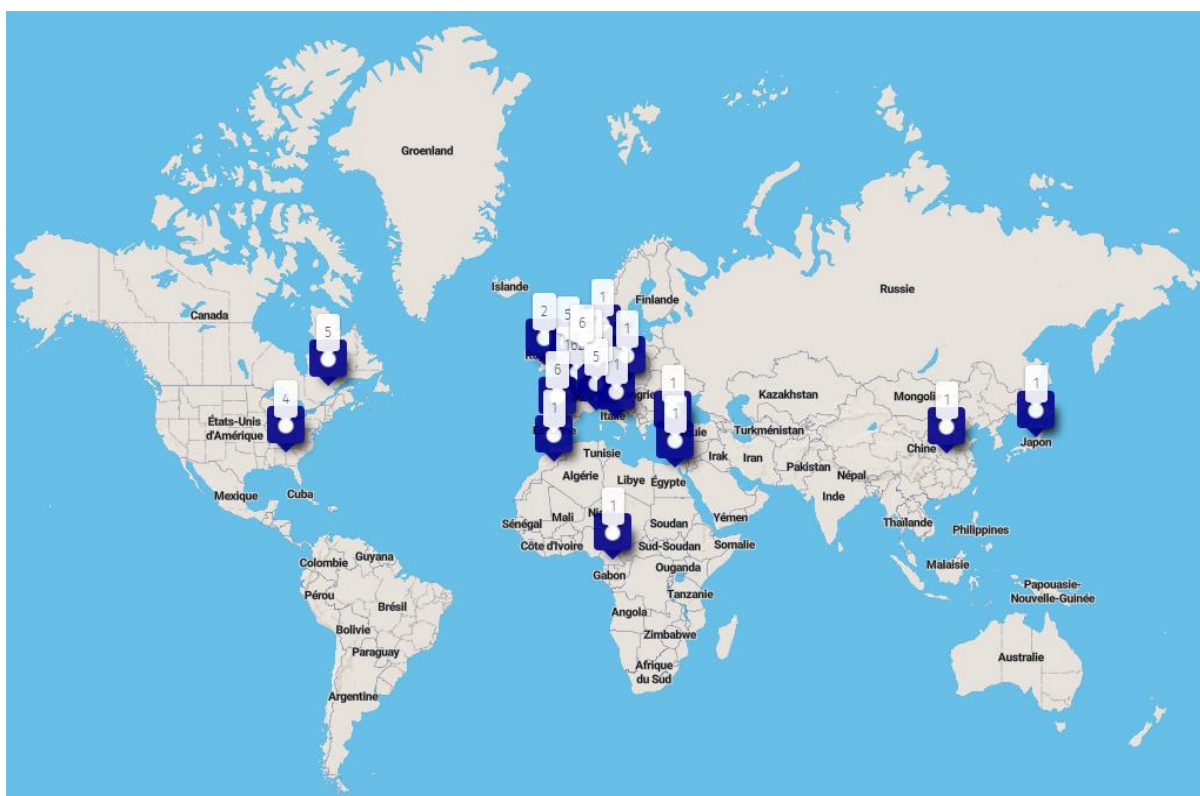 Groenland
Islande
Finlande
Russie
Canada
1
2
5
6
1
5
5
1
6
1
1
1
1
1
4
1
États-Unis
d'Amérique
Kazakhstan
Turkménistan
Chine
Japon
Tunisie
Irak
Iran
Pakistan
Népal
Algérie
Libye
Égypte
Inde
Mexique
Cuba
1
Mali
Sénégal
Soudan
Yémen
Thaïlande
Philippines
Côte d'Ivoire
Sud-Soudan
Somalie
Colombie
Guyana
Gabon
Ouganda
Malaisie
Pérou
Brésil
Tanzanie
Papouasie-
Nouvelle-Guinée
Angola
Bolivie
Zimbabwe
Paraguay
Afrique
du Sud
Australie
Argentine